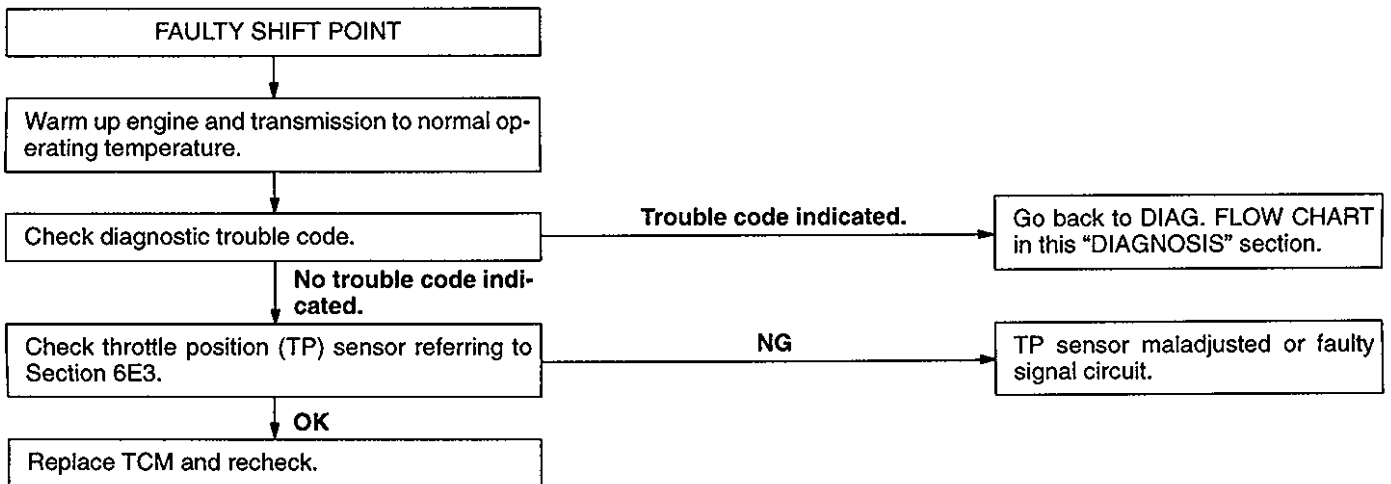 FAULTY SHIFT POINT
Warm up engine and transmission to normal op-
erating temperature.
Check diagnostic trouble code.
Trouble code indicated.
Go back to DIAG. FLOW CHART
in this “DIAGNOSIS” section.
No trouble code indi-
cated.
Check throttle position (TP) sensor referring to
Section 6E3.
NG
TP sensor maladjusted or faulty
signal circuit.
OK
Replace TCM and recheck.